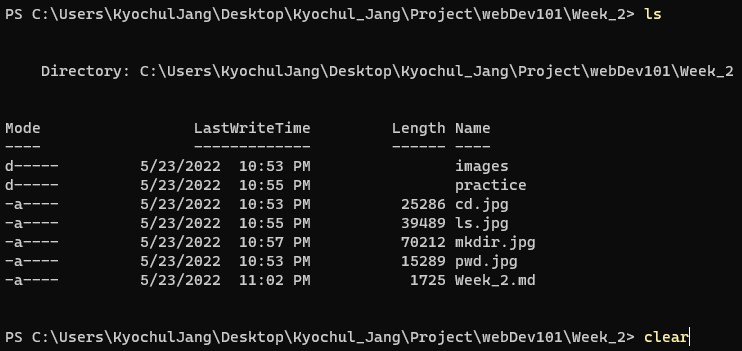 PS C:\Users\KyochulJang\Desktop\Kyochul_Jang\Project\webDev101\Week_2> ls
Directory: C:\Users\KyochulJang\Desktop\Kyochul_Jang\Project\webDev101\Week_2
Mode                 LastWriteTime         Length Name
----                 -------------         ------ ----
d-----         5/23/2022  10:53 PM                images
d-----         5/23/2022  10:55 PM                practice
-a----         5/23/2022  10:53 PM          25286 cd.jpg
-a----         5/23/2022  10:55 PM          39489 ls.jpg
-a----         5/23/2022  10:57 PM          70212 mkdir.jpg
-a----         5/23/2022  10:53 PM          15289 pwd.jpg
-a----         5/23/2022  11:02 PM           1725 Week_2.md
PS C:\Users\KyochulJang\Desktop\Kyochul_Jang\Project\webDev101\Week_2> clear